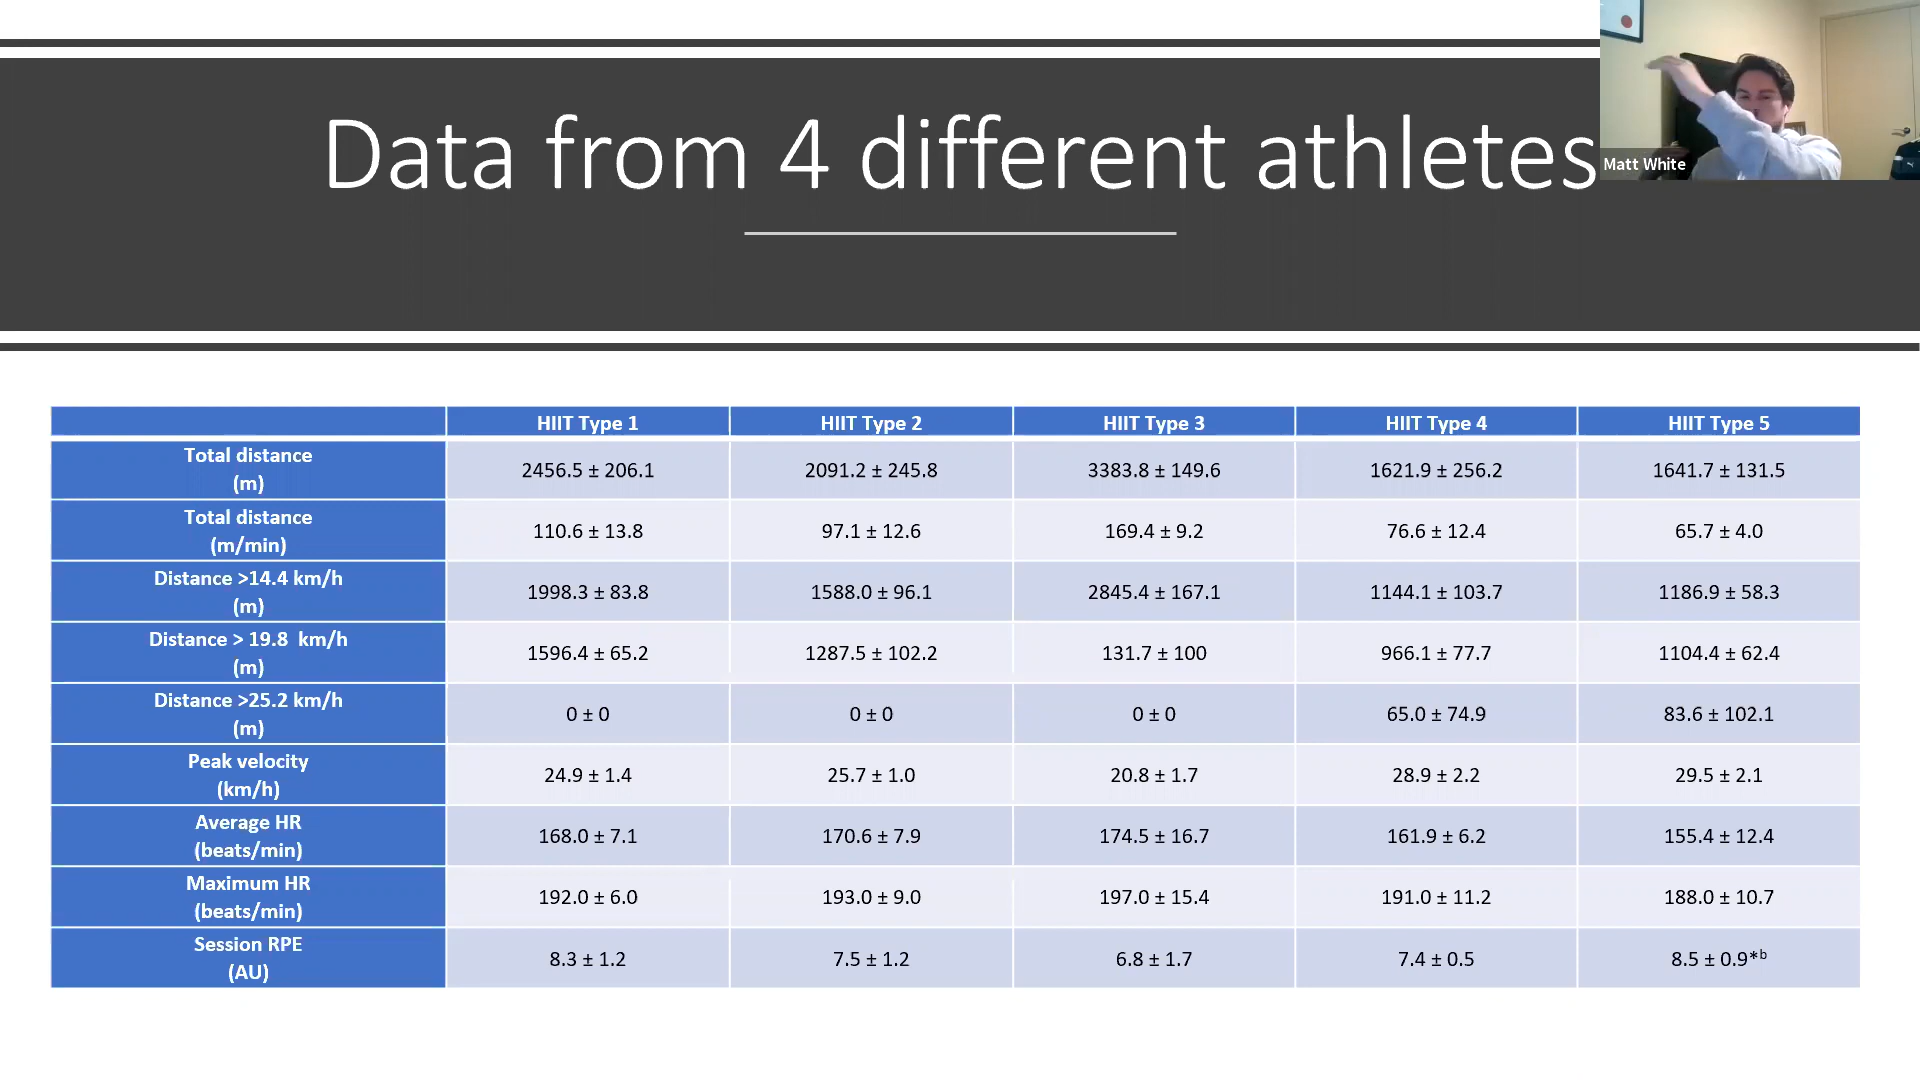 Data from 4 different athletes
Matt White
HIIT Type 1 HIIT Type 2 HIIT Type 3 HIIT Type 4 HIIT Type 5
Total distance
(m)
2456.5 ± 206.1 2091.2 ± 245.8 3383.8 ± 149.6 1621.9 ± 256.2 1641.7 ± 131.5
Total distance
(m/min)
110.6 ± 13.8 97.1 ± 12.6 169.4 ± 9.2 76.6 ± 12.4 65.7 ± 4.0
Distance >14.4 km/h
(m)
1998.3 ± 83.8 1588.0 ± 96.1 2845.4 ± 167.1 1144.1 ± 103.7 1186.9 ± 58.3
Distance > 19.8 km/h
(m)
1596.4 ± 65.2 1287.5 ± 102.2 131.7 ± 100 966.1 ± 77.7 1104.4 ± 62.4
Distance >25.2 km/h
(m)
0 ± 0 0 ± 0 0 ± 0 65.0 ± 74.9 83.6 ± 102.1
Peak velocity
(km/h)
24.9 ± 1.4 25.7 ± 1.0 20.8 ± 1.7 28.9 ± 2.2 29.5 ± 2.1
Average HR
(beats/min)
168.0 ± 7.1 170.6 ± 7.9 174.5 ± 16.7 161.9 ± 6.2 155.4 ± 12.4
Maximum HR
(beats/min)
192.0 ± 6.0 193.0 ± 9.0 197.0 ± 15.4 191.0 ± 11.2 188.0 ± 10.7
Session RPE
(AU)
8.3 ± 1.2 7.5 ± 1.2 6.8 ± 1.7 7.4 ± 0.5 8.5 ± 0.9*ᵇ